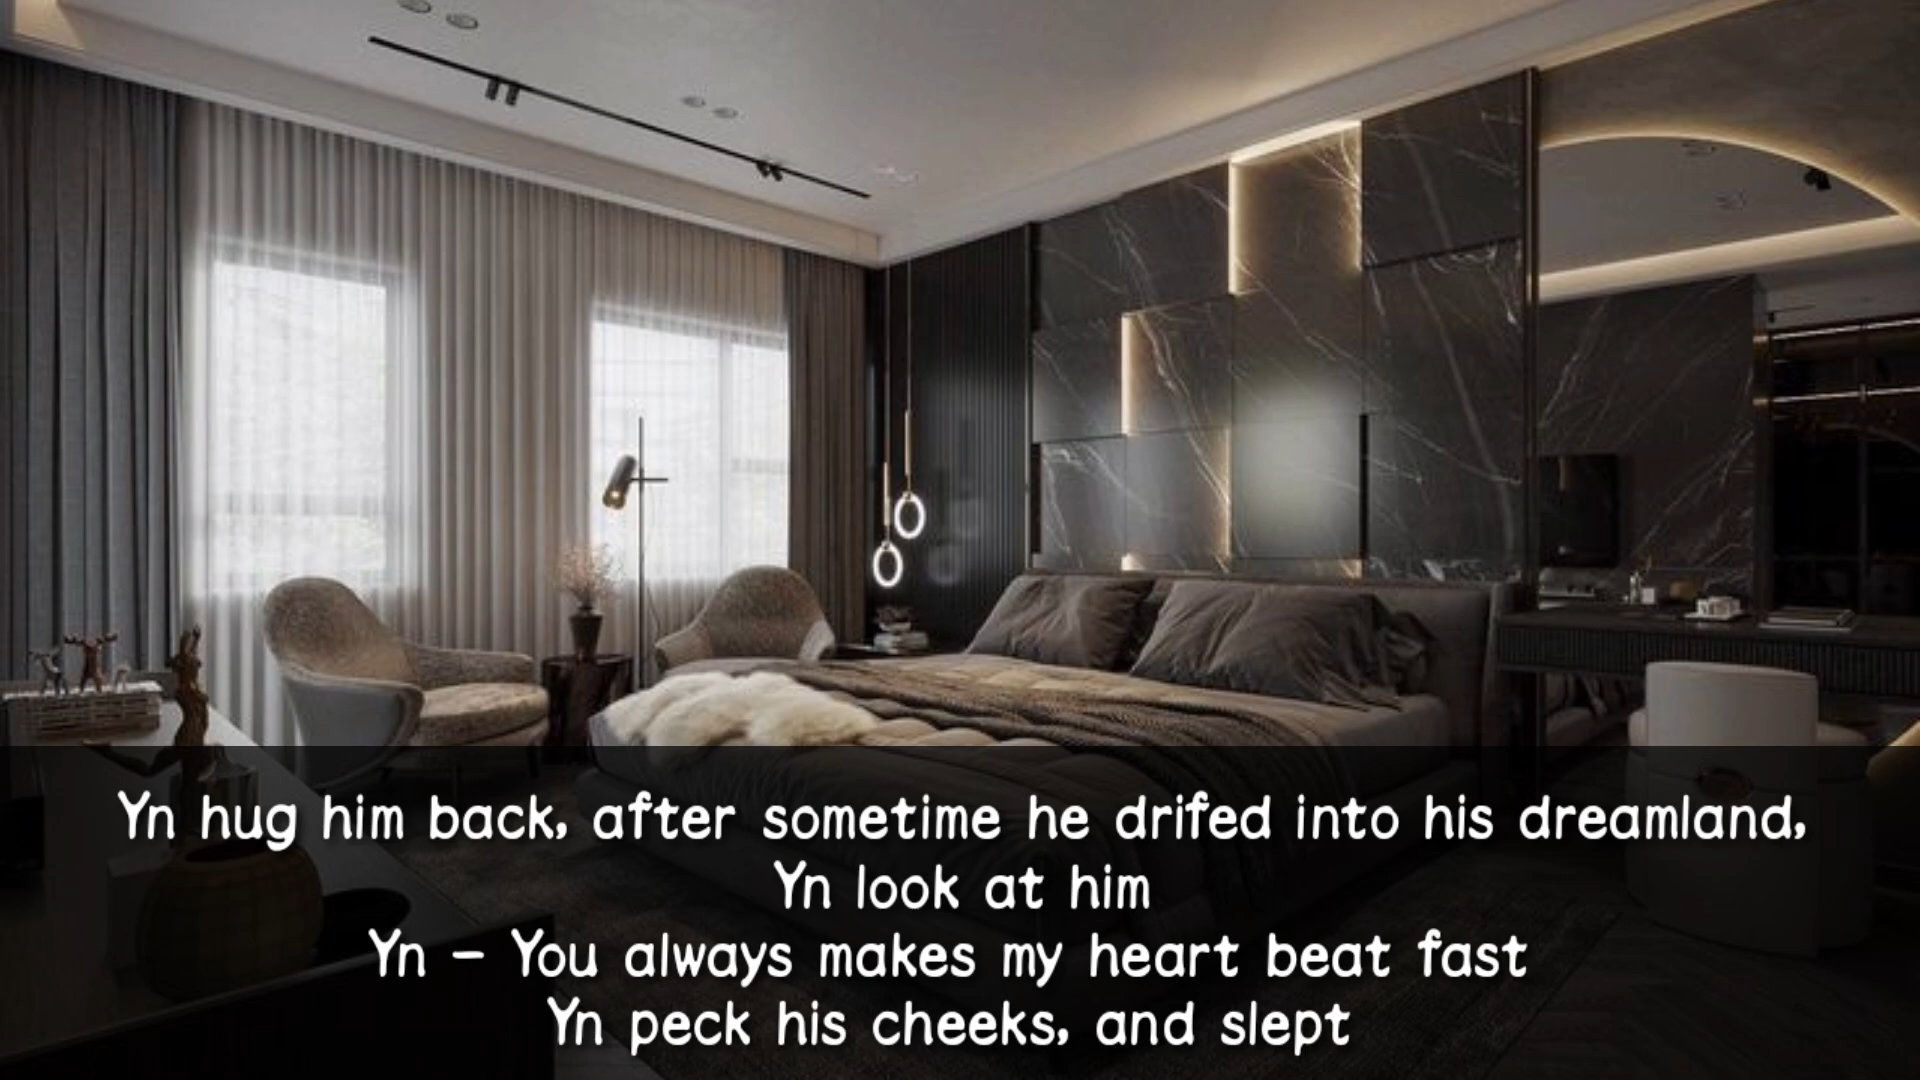 Yn hug him back, after sometime he drifed into his dreamland,
Yn look at him
Yn - You always makes my heart beat fast
Yn peck his cheeks, and slept